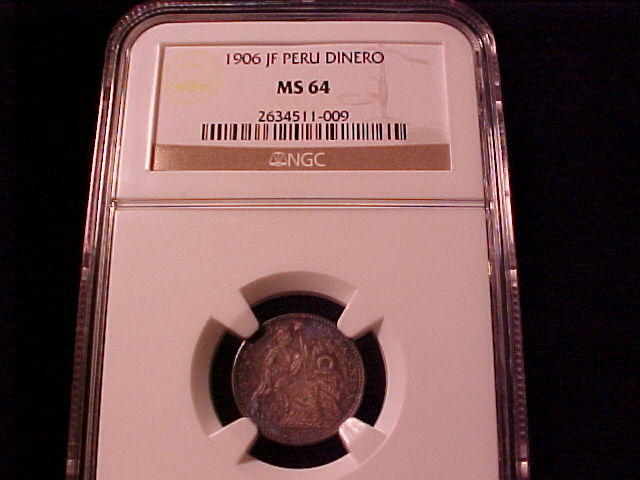 1906 JF PERU DINERO
MS 64
2634511-009
NGC